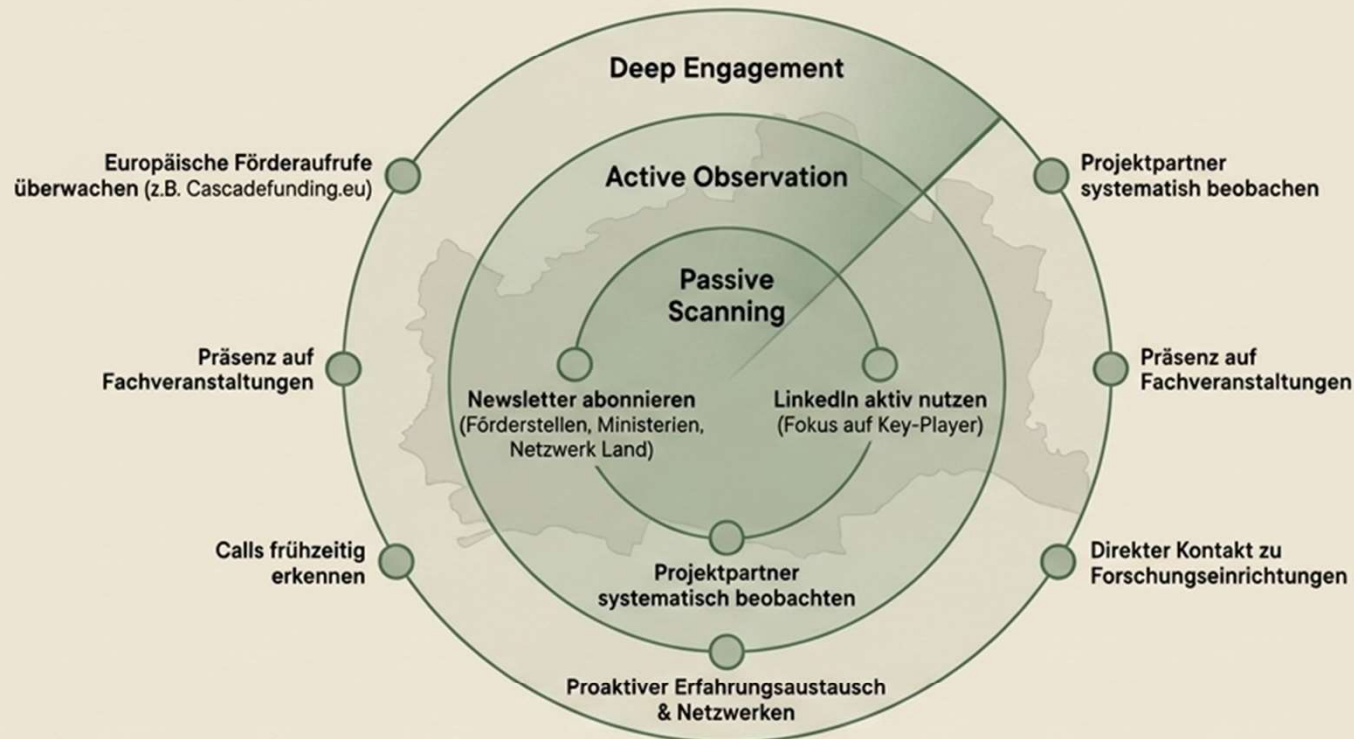 Deep Engagement
Europäische Förderaufrufe
überwachen (z.B. Cascadefunding.eu)
Active Observation
Projektpartner
systematish beobachen
Passive
Scanning
Präsenz auf
Fachveranstaltungen
Newsletter abonnieren
(Förderstellen, Ministerien,
Netzwerk Land)
LinkedIn aktiv nutzen
(Fokus auf Key-Player)
Präsenz auf
Fachveranstaltungen
Calls frühzeitig
erkennen
Projektpartner
systematisch beobachten
Direkter Kontakt zu
Forschungseinrichtungen
Proaktiver Erfahrungsaustausch
& Netzwerken